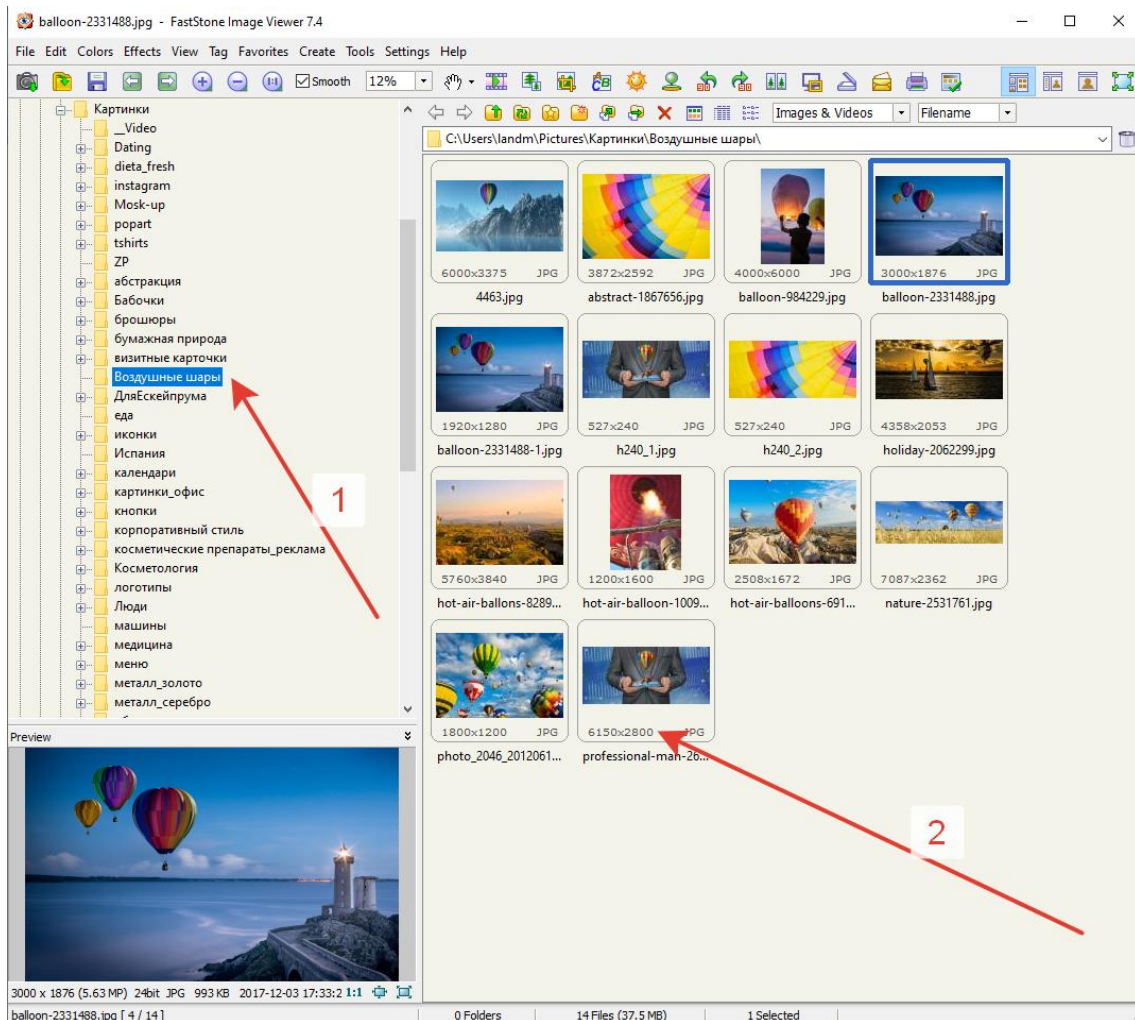 balloon-2331488.jpg - FastStone Image Viewer 7.4
File Edit Colors Effects View Tag Favorites Create Tools Settings Help
Smooth 12%
Картинки
__Video
Dating
dieta_fresh
instagram
Mosk-up
popart
tshirts
ZP
абстракция
Бабочки
брошюры
бумажная природа
визитные карточки
Воздушные шары
ДляЕскейпрума
еда
иконки
Испания
календари
картинки_офис
кнопки
корпоративный стиль
косметические препараты_реклама
Косметология
логотипы
Люди
машины
медицина
меню
металл_золото
металл_серебро
1
Images & Videos Filename
C:\Users\landm\Pictures\Картинки\Воздушные шары\
6000x3375 JPG 3872x2592 JPG 4000x6000 JPG 3000x1876 JPG
4463.jpg abstract-1867656.jpg balloon-984229.jpg balloon-2331488.jpg
1920x1280 JPG 527x240 JPG 527x240 JPG 4358x2053 JPG
balloon-2331488-1.jpg h240_1.jpg h240_2.jpg holiday-2062299.jpg
5760x3840 JPG 1200x1600 JPG 2508x1672 JPG 7087x2362 JPG
hot-air-ballons-8289... hot-air-balloon-1009... hot-air-balloons-691... nature-2531761.jpg
1800x1200 JPG 6150x2800 JPG
photo_2046_2012061... professional-man-26...
2
Preview
3000 x 1876 (5.63 MP) 24bit JPG 993 KB 2017-12-03 17:33:2 1:1
balloon-2331488.jpg [ 4 / 14 ] 0 Folders 14 Files (37.5 MB) 1 Selected